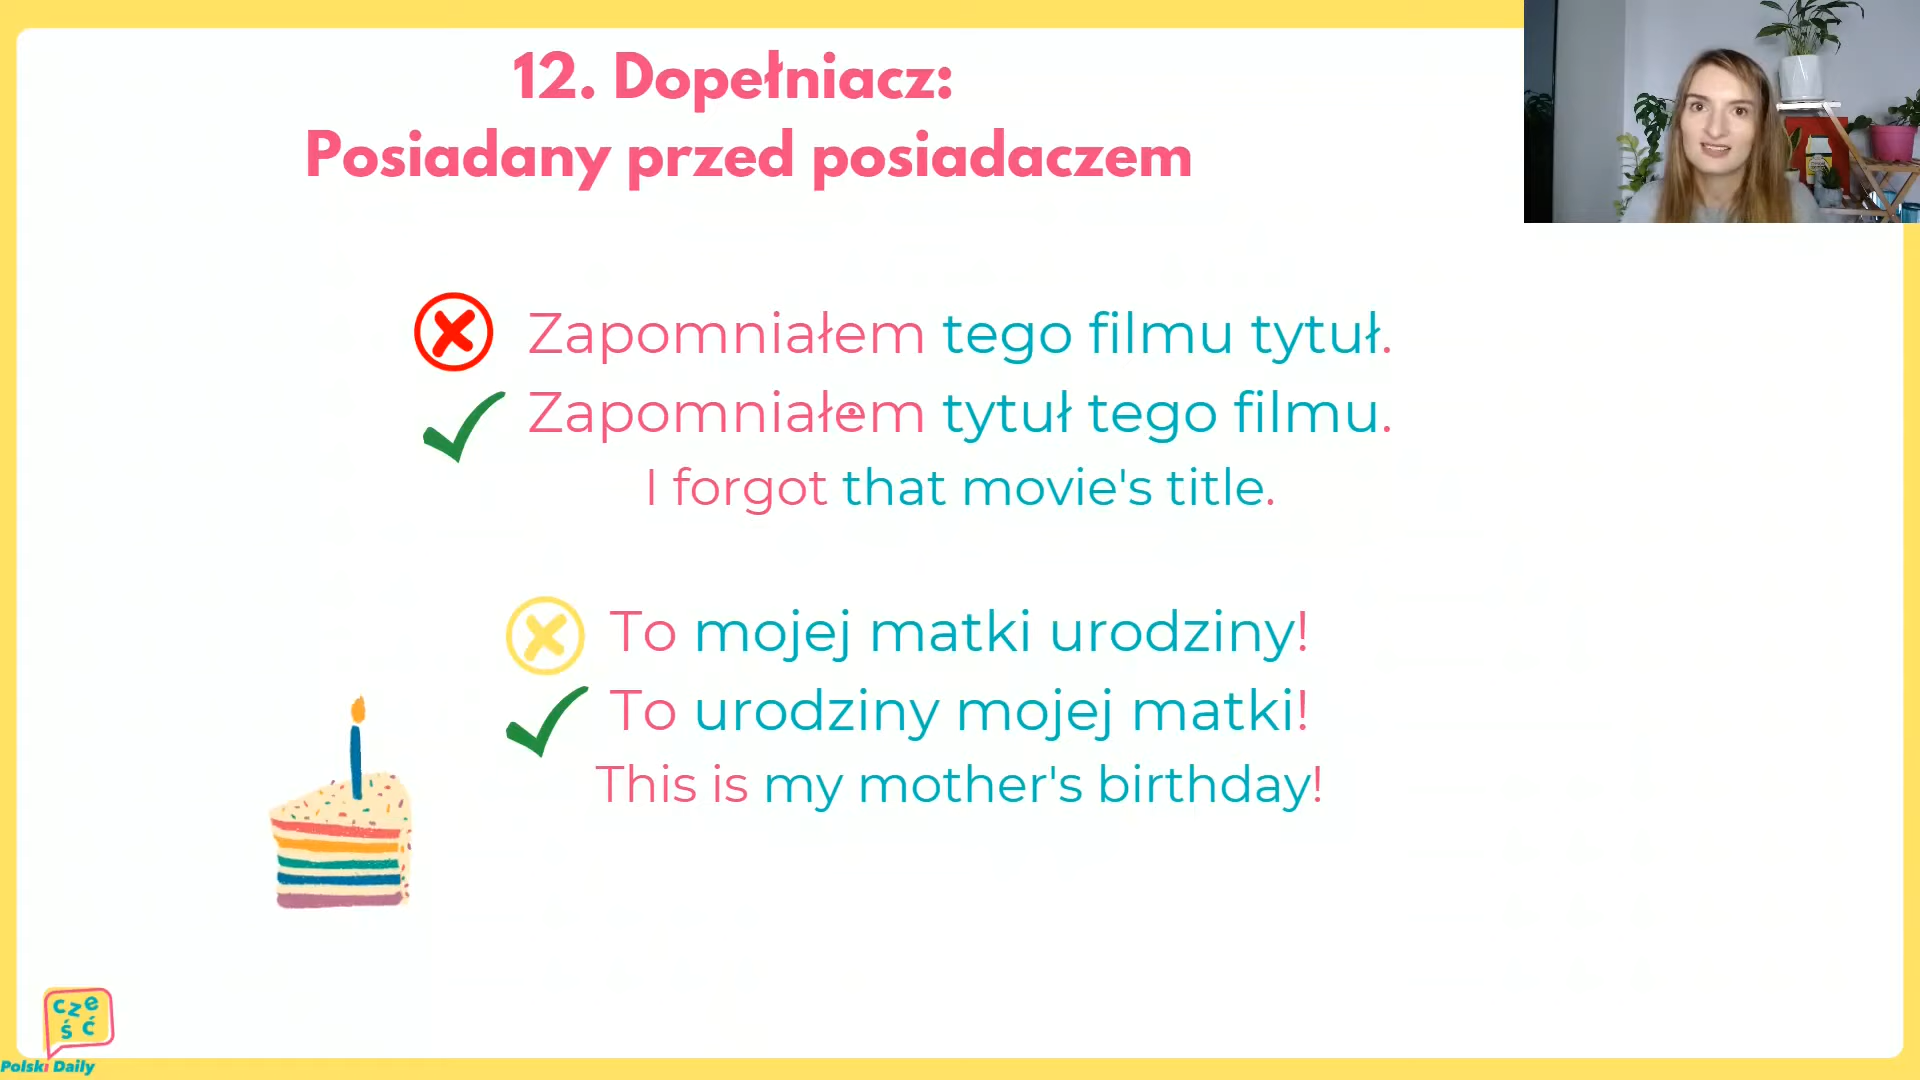 12. Dopełniacz:
Posiadany przed posiadaczem
Zapomniałem tego filmu tytuł.
Zapomniałem tytuł tego filmu.
I forgot that movie's title.
To mojej matki urodziny!
To urodziny mojej matki!
This is my mother's birthday!
cze
ść
Polski Daily